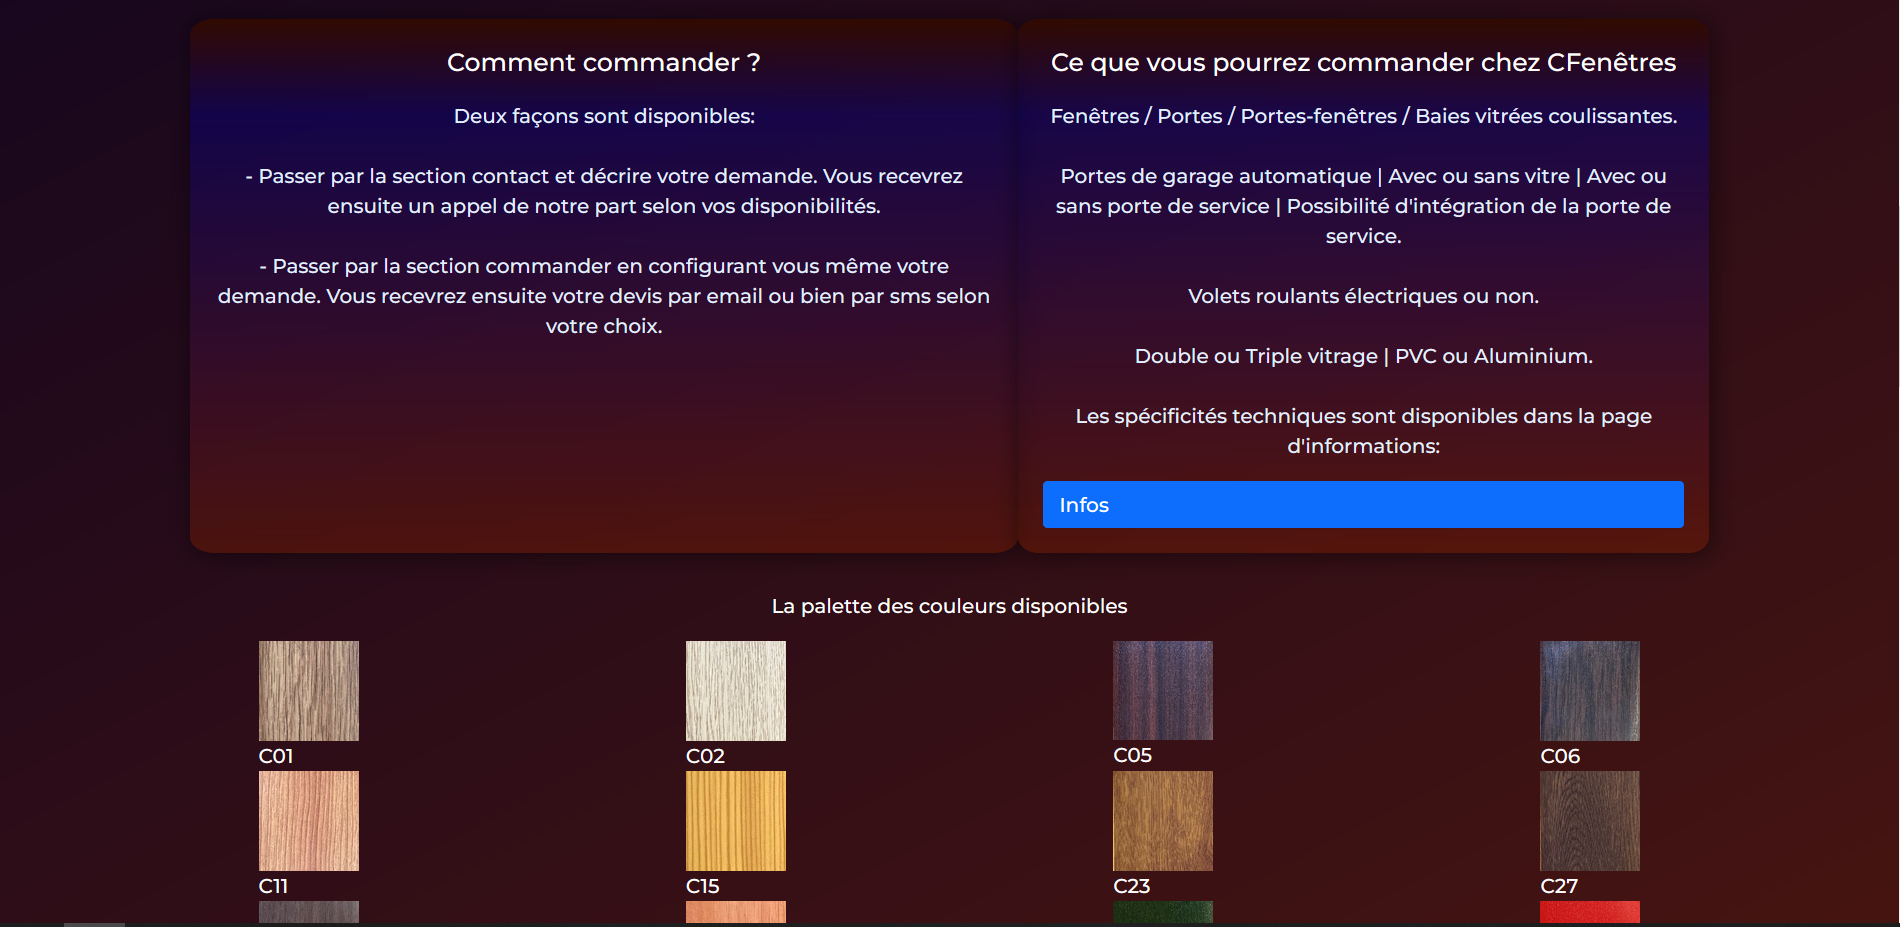 Comment commander ?
Deux façons sont disponibles:
- Passer par la section contact et décrire votre demande. Vous recevrez
ensuite un appel de notre part selon vos disponibilités.
- Passer par la section commander en configurant vous même votre
demande. Vous recevrez ensuite votre devis par email ou bien par sms selon
votre choix.
Ce que vous pourrez commander chez CFenêtres
Fenêtres / Portes / Portes-fenêtres / Baies vitrées coulissantes.
Portes de garage automatique | Avec ou sans vitre | Avec ou
sans porte de service | Possibilité d'intégration de la porte de
service.
Volets roulants électriques ou non.
Double ou Triple vitrage | PVC ou Aluminium.
Les spécificités techniques sont disponibles dans la page
d'informations:
Infos
La palette des couleurs disponibles
C01
C02
C05
C06
C11
C15
C23
C27